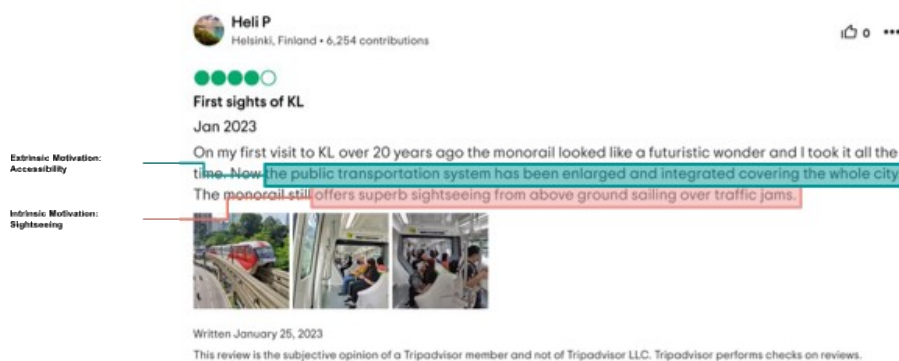 Heli P
Helsinki, Finland • 6,254 contributions
0
First sights of KL
Jan 2023
On my first visit to KL over 20 years ago the monorail looked like a futuristic wonder and I took it all the
time. Now the public transportation system has been enlarged and integrated covering the whole city
The monorail still offers superb sightseeing from above ground sailing over traffic jams.
Extrinsic Motivation:
Accessibility
Intrinsic Motivation:
Sightseeing
Written January 25, 2023
This review is the subjective opinion of a Tripadvisor member and not of Tripadvisor LLC. Tripadvisor performs checks on reviews.